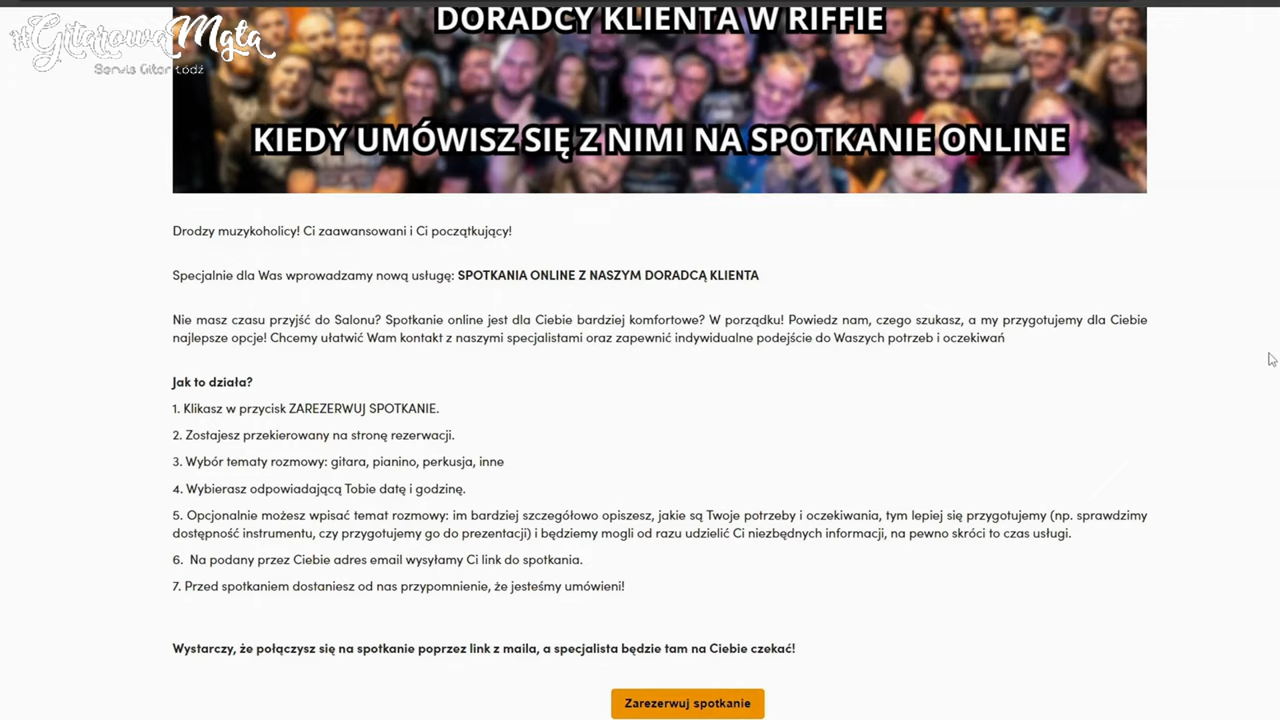 #GitarowaMgła
Serwis Gitar Łódź
DORADCY KLIENTA W RIFFIE
KIEDY UMÓWISZ SIĘ Z NIMI NA SPOTKANIE ONLINE
Drodzy muzykoholicy! Ci zaawansowani i Ci początkujący!
Specjalnie dla Was wprowadzamy nową usługę: SPOTKANIA ONLINE Z NASZYM DORADCĄ KLIENTA
Nie masz czasu przyjść do Salonu? Spotkanie online jest dla Ciebie bardziej komfortowe? W porządku! Powiedz nam, czego szukasz, a my przygotujemy dla Ciebie
najlepsze opcje! Chcemy ułatwić Wam kontakt z naszymi specjalistami oraz zapewnić indywidualne podejście do Waszych potrzeb i oczekiwań
Jak to działa?
1. Klikasz w przycisk ZAREZERWUJ SPOTKANIE.
2. Zostajesz przekierowany na stronę rezerwacji.
3. Wybór tematy rozmowy: gitara, pianino, perkusja, inne
4. Wybierasz odpowiadającą Tobie datę i godzinę.
5. Opcjonalnie możesz wpisać temat rozmowy: im bardziej szczegółowo opiszesz, jakie są Twoje potrzeby i oczekiwania, tym lepiej się przygotujemy (np. sprawdzimy
dostępność instrumentu, czy przygotujemy go do prezentacji) i będziemy mogli od razu udzielić Ci niezbędnych informacji, na pewno skróci to czas usługi.
6. Na podany przez Ciebie adres email wysyłamy Ci link do spotkania.
7. Przed spotkaniem dostaniesz od nas przypomnienie, że jesteśmy umówieni!
Wystarczy, że połączysz się na spotkanie poprzez link z maila, a specjalista będzie tam na Ciebie czekać!
Zarezerwuj spotkanie